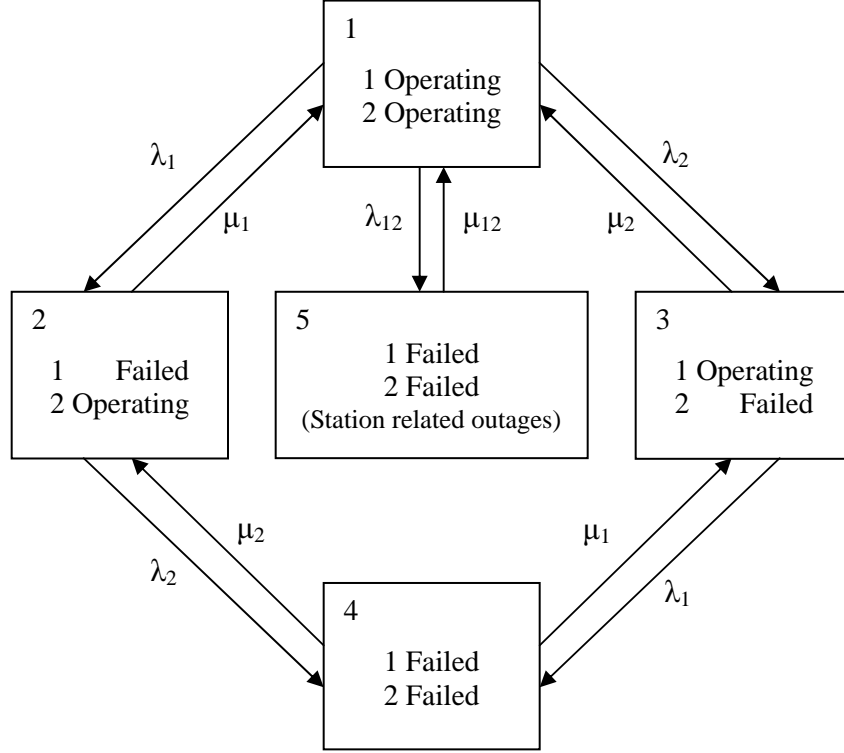 1
1 Operating
2 Operating
λ₁
μ₁
λ₁₂
μ₁₂
μ₂
λ₂
2
1 Failed
2 Operating
5
1 Failed
2 Failed
(Station related outages)
3
1 Operating
2 Failed
λ₂
μ₂
μ₁
λ₁
4
1 Failed
2 Failed